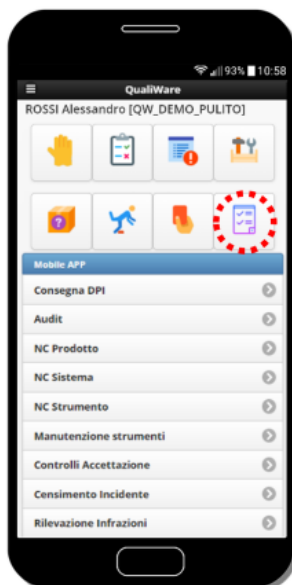 93% 10:58
QualiWare
ROSSI Alessandro [QW_DEMO_PULITO]
Mobile APP
Consegna DPI
Audit
NC Prodotto
NC Sistema
NC Strumento
Manutenzione strumenti
Controlli Accettazione
Censimento Incidente
Rilevazione Infrazioni